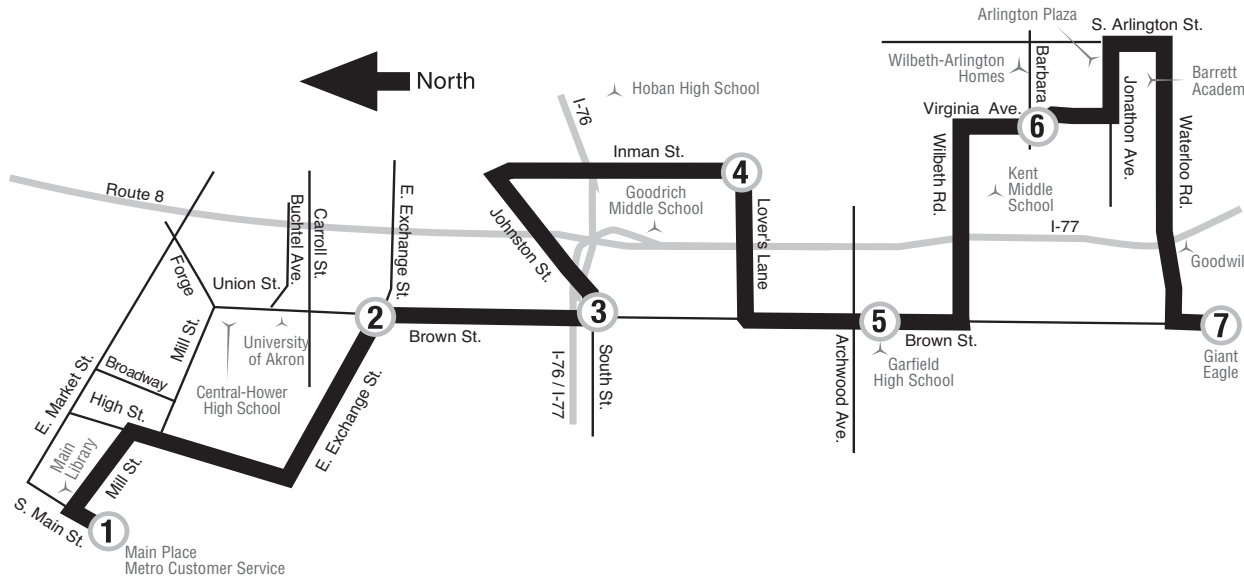 Arlington Plaza
S. Arlington St.
Wilbeth-Arlington
Homes
Barbara
Jonathon Ave.
Barrett
Academ
North
I-76
Hoban High School
Virginia Ave.
6
Wilbeth Rd.
Waterloo Rd.
Inman St.
4
Kent
Middle
School
Route 8
Goodrich
Middle School
Johnston St.
Lover's Lane
I-77
Goodwil
Buchtel Ave.
Carroll St.
E. Exchange St.
Forge
Union St.
2
3
5
7
Brown St.
Brown St.
Mill St.
University
of Akron
Central-Hower
High School
E. Market St.
Broadway
High St.
E. Exchange St.
I-76 / I-77
South St.
Archwood Ave.
Garfield
High School
Giant
Eagle
Main
Library
Mill St.
S. Main St.
1
Main Place
Metro Customer Service